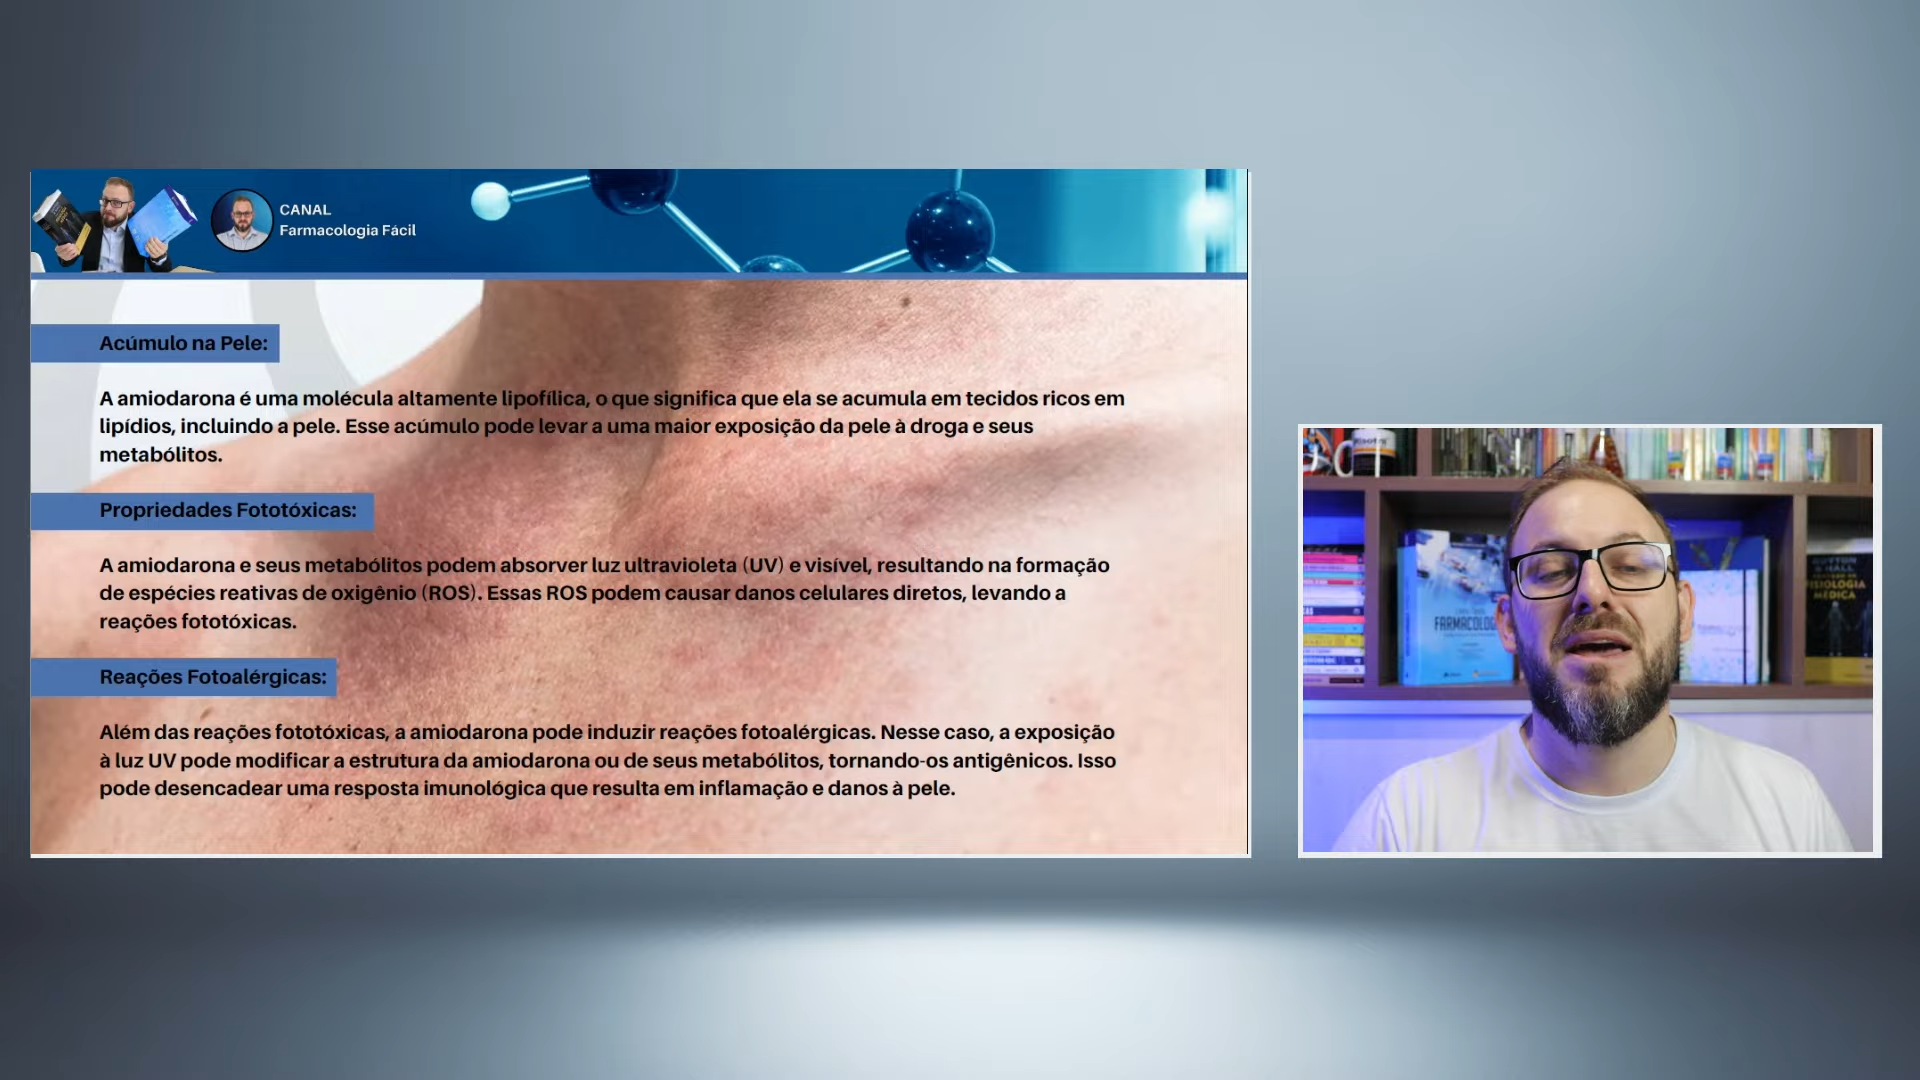 CANAL
Farmacologia Fácil
Acúmulo na Pele:
A amiodarona é uma molécula altamente lipofílica, o que significa que ela se acumula em tecidos ricos em
lipídios, incluindo a pele. Esse acúmulo pode levar a uma maior exposição da pele à droga e seus
metabólitos.
Propriedades Fototóxicas:
A amiodarona e seus metabólitos podem absorver luz ultravioleta (UV) e visível, resultando na formação
de espécies reativas de oxigênio (ROS). Essas ROS podem causar danos celulares diretos, levando a
reações fototóxicas.
Reações Fotoalérgicas:
Além das reações fototóxicas, a amiodarona pode induzir reações fotoalérgicas. Nesse caso, a exposição
à luz UV pode modificar a estrutura da amiodarona ou de seus metabólitos, tornando-os antigênicos. Isso
pode desencadear uma resposta imunológica que resulta em inflamação e danos à pele.
FARMACOLOG
FISIOLOGIA
MÉDICA